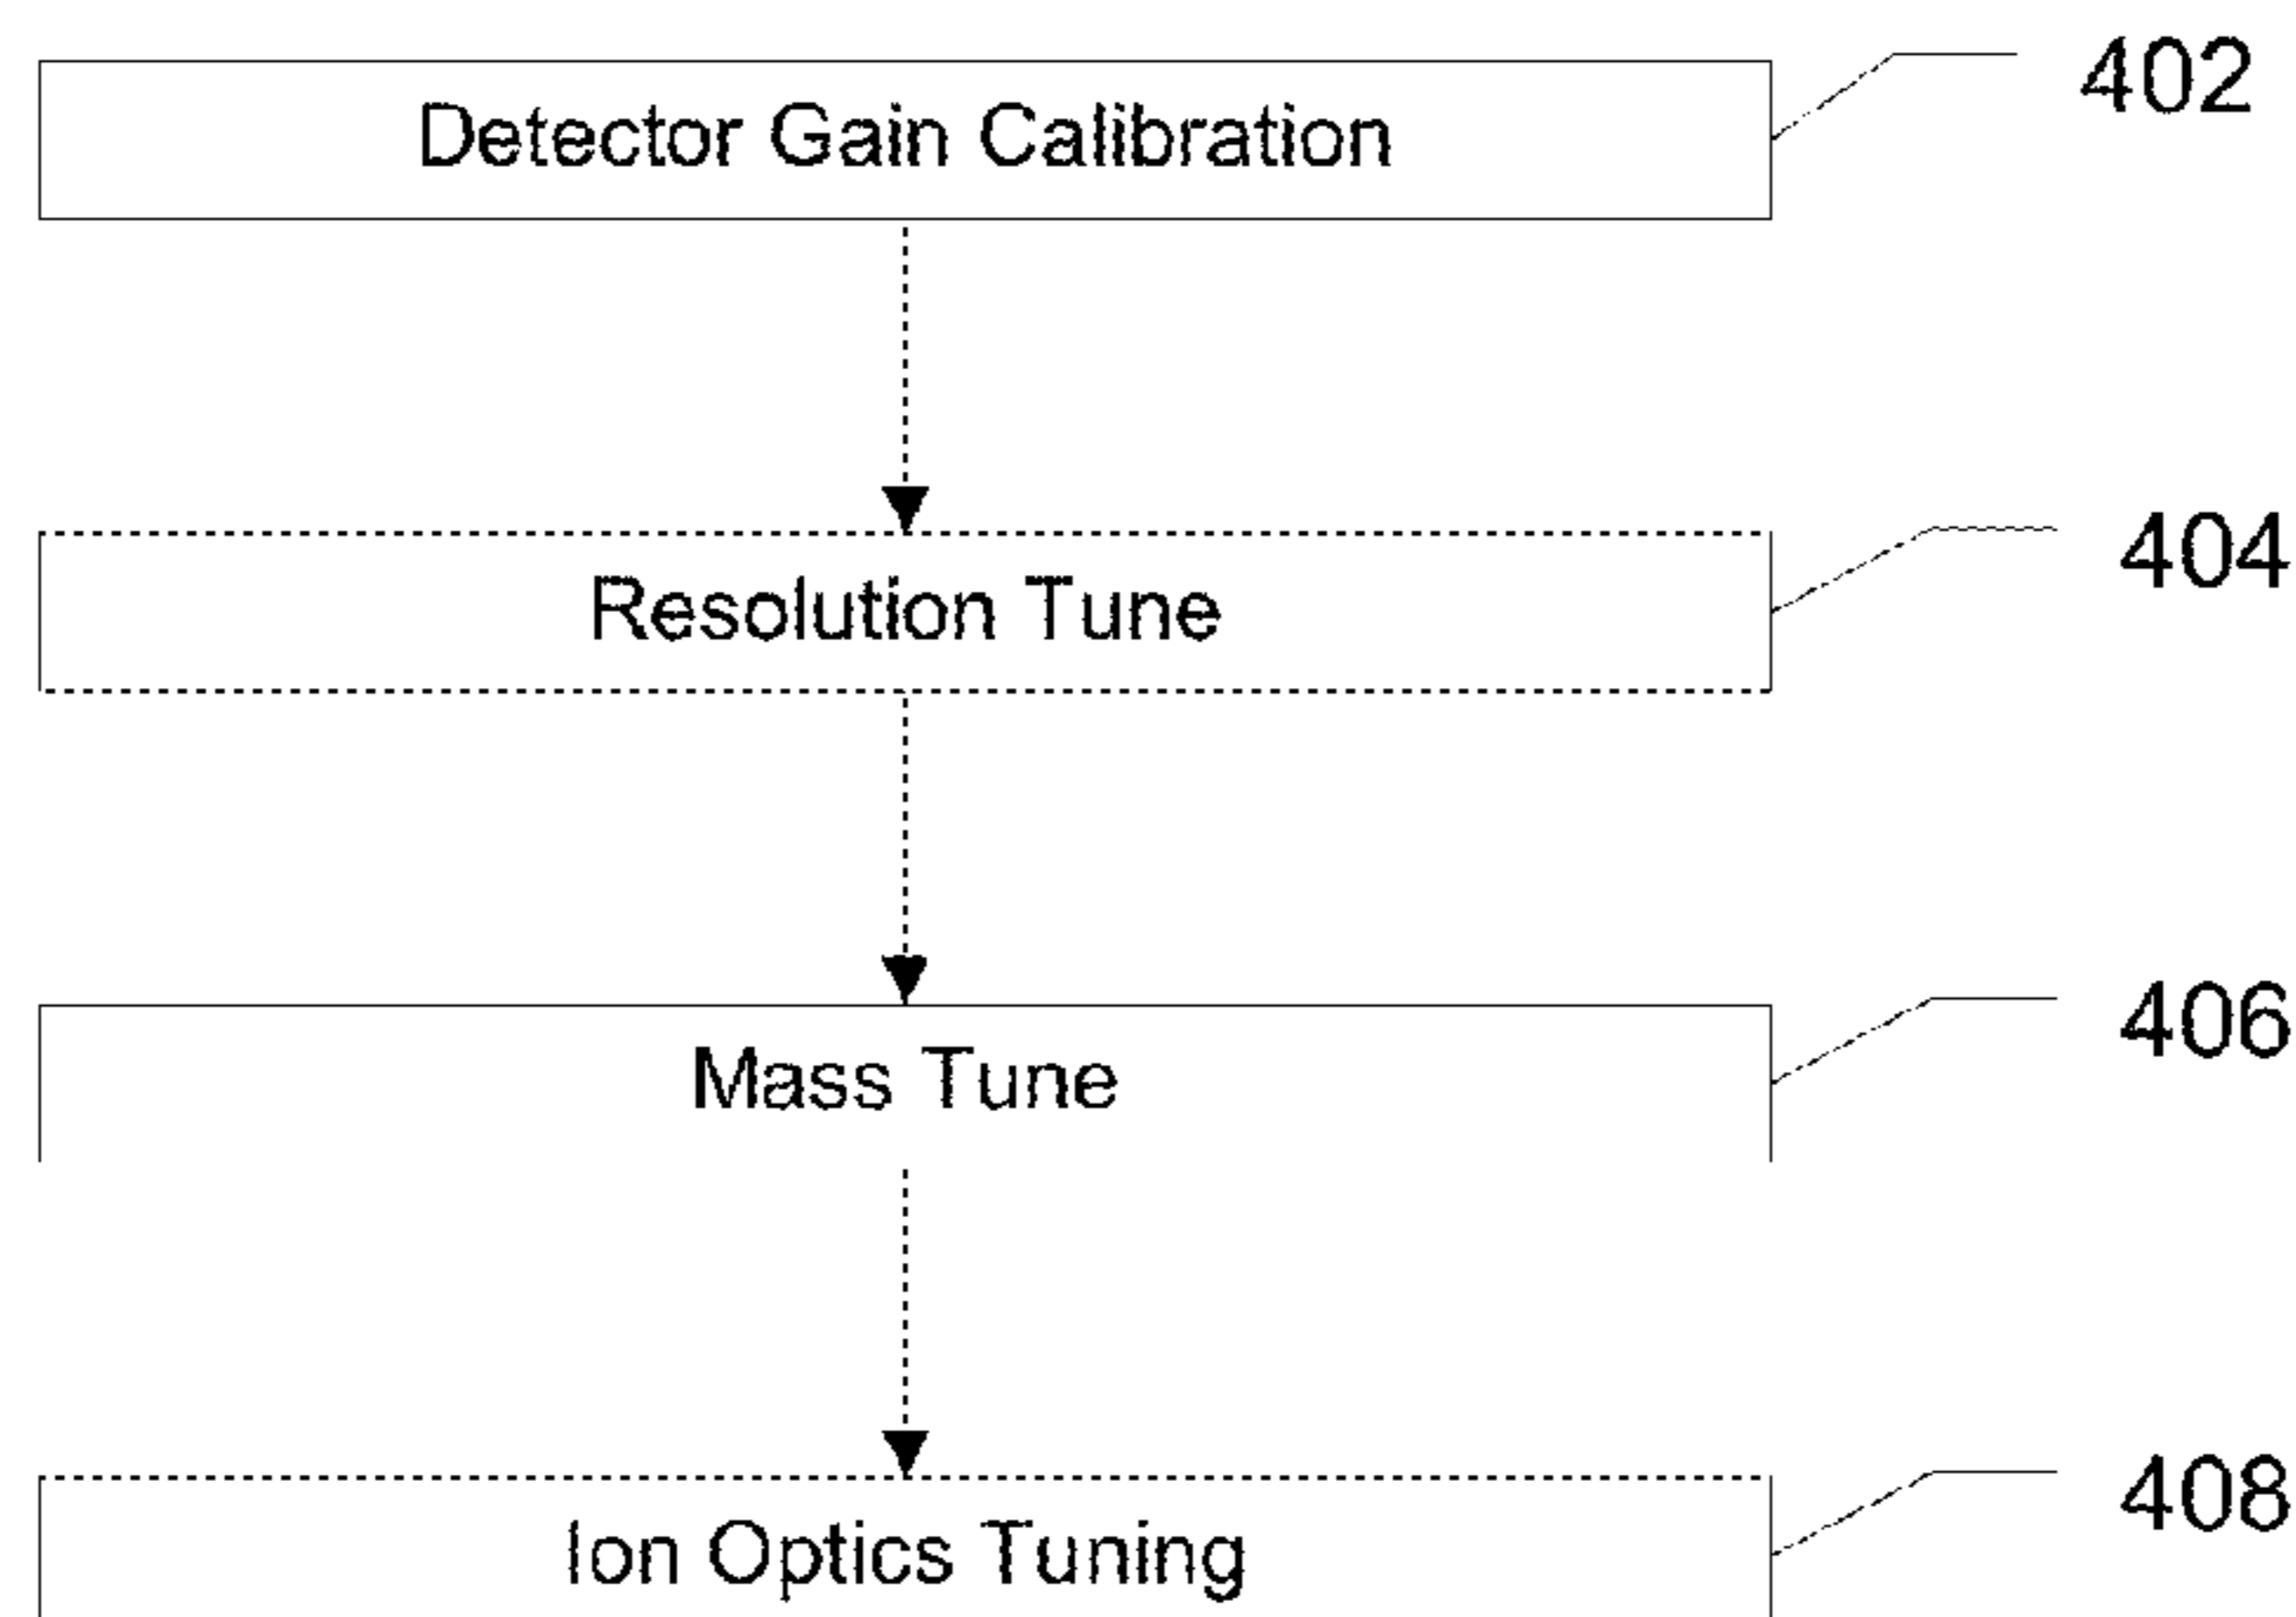 Detector Gain Calibration
402
Resolution Tune
404
Mass Tune
406
Ion Optics Tuning
408